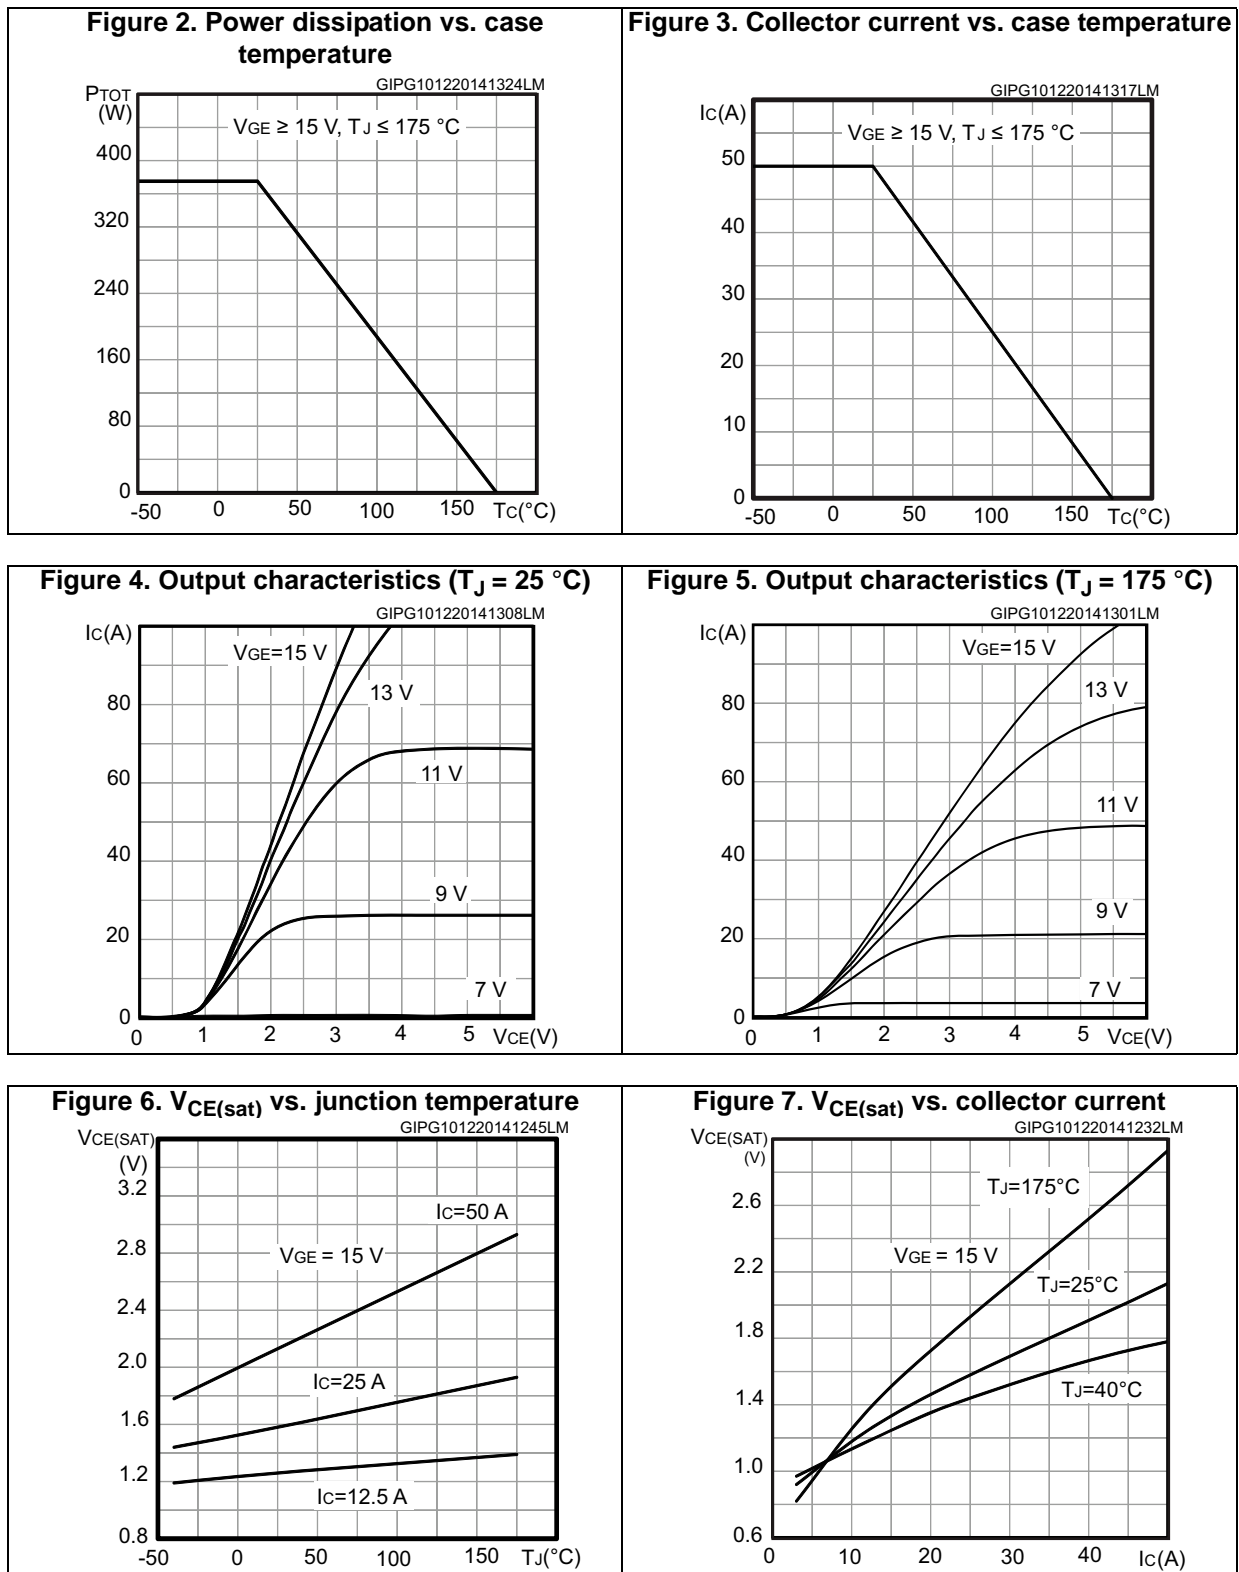 Figure 2. Power dissipation vs. case
temperature
GIPG101220141324LM
PTOT
(W)
VGE ≥ 15 V, TJ ≤ 175 °C
400
320
240
160
80
0
-50 0 50 100 150 TC(°C)
Figure 3. Collector current vs. case temperature
GIPG101220141317LM
IC(A)
VGE ≥ 15 V, TJ ≤ 175 °C
50
40
30
20
10
0
-50 0 50 100 150 TC(°C)
Figure 4. Output characteristics (TJ = 25 °C)
GIPG101220141308LM
IC(A)
VGE=15 V
13 V
80
11 V
60
40
9 V
20
7 V
0
0 1 2 3 4 5 VCE(V)
Figure 5. Output characteristics (TJ = 175 °C)
GIPG101220141301LM
IC(A)
VGE=15 V
13 V
80
60
11 V
40
9 V
20
7 V
0
0 1 2 3 4 5 VCE(V)
Figure 6. VCE(sat) vs. junction temperature
GIPG101220141245LM
VCE(SAT)
(V)
3.2
IC=50 A
2.8
VGE = 15 V
2.4
2.0
IC=25 A
1.6
1.2
IC=12.5 A
0.8
-50 0 50 100 150 TJ(°C)
Figure 7. VCE(sat) vs. collector current
GIPG101220141232LM
VCE(SAT)
(V)
TJ=175°C
2.6
VGE = 15 V
2.2
TJ=25°C
1.8
TJ=40°C
1.4
1.0
0.6
0 10 20 30 40 IC(A)